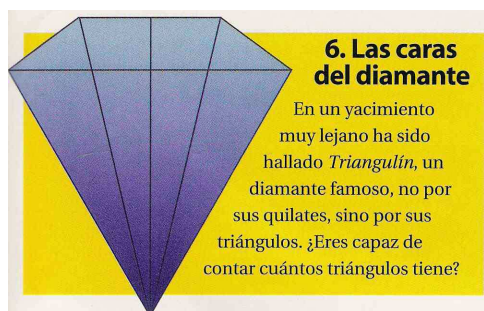 6. Las caras
del diamante
En un yacimiento
muy lejano ha sido
hallado Triangulín, un
diamante famoso, no por
sus quilates, sino por sus
triángulos. ¿Eres capaz de
contar cuántos triángulos tiene?